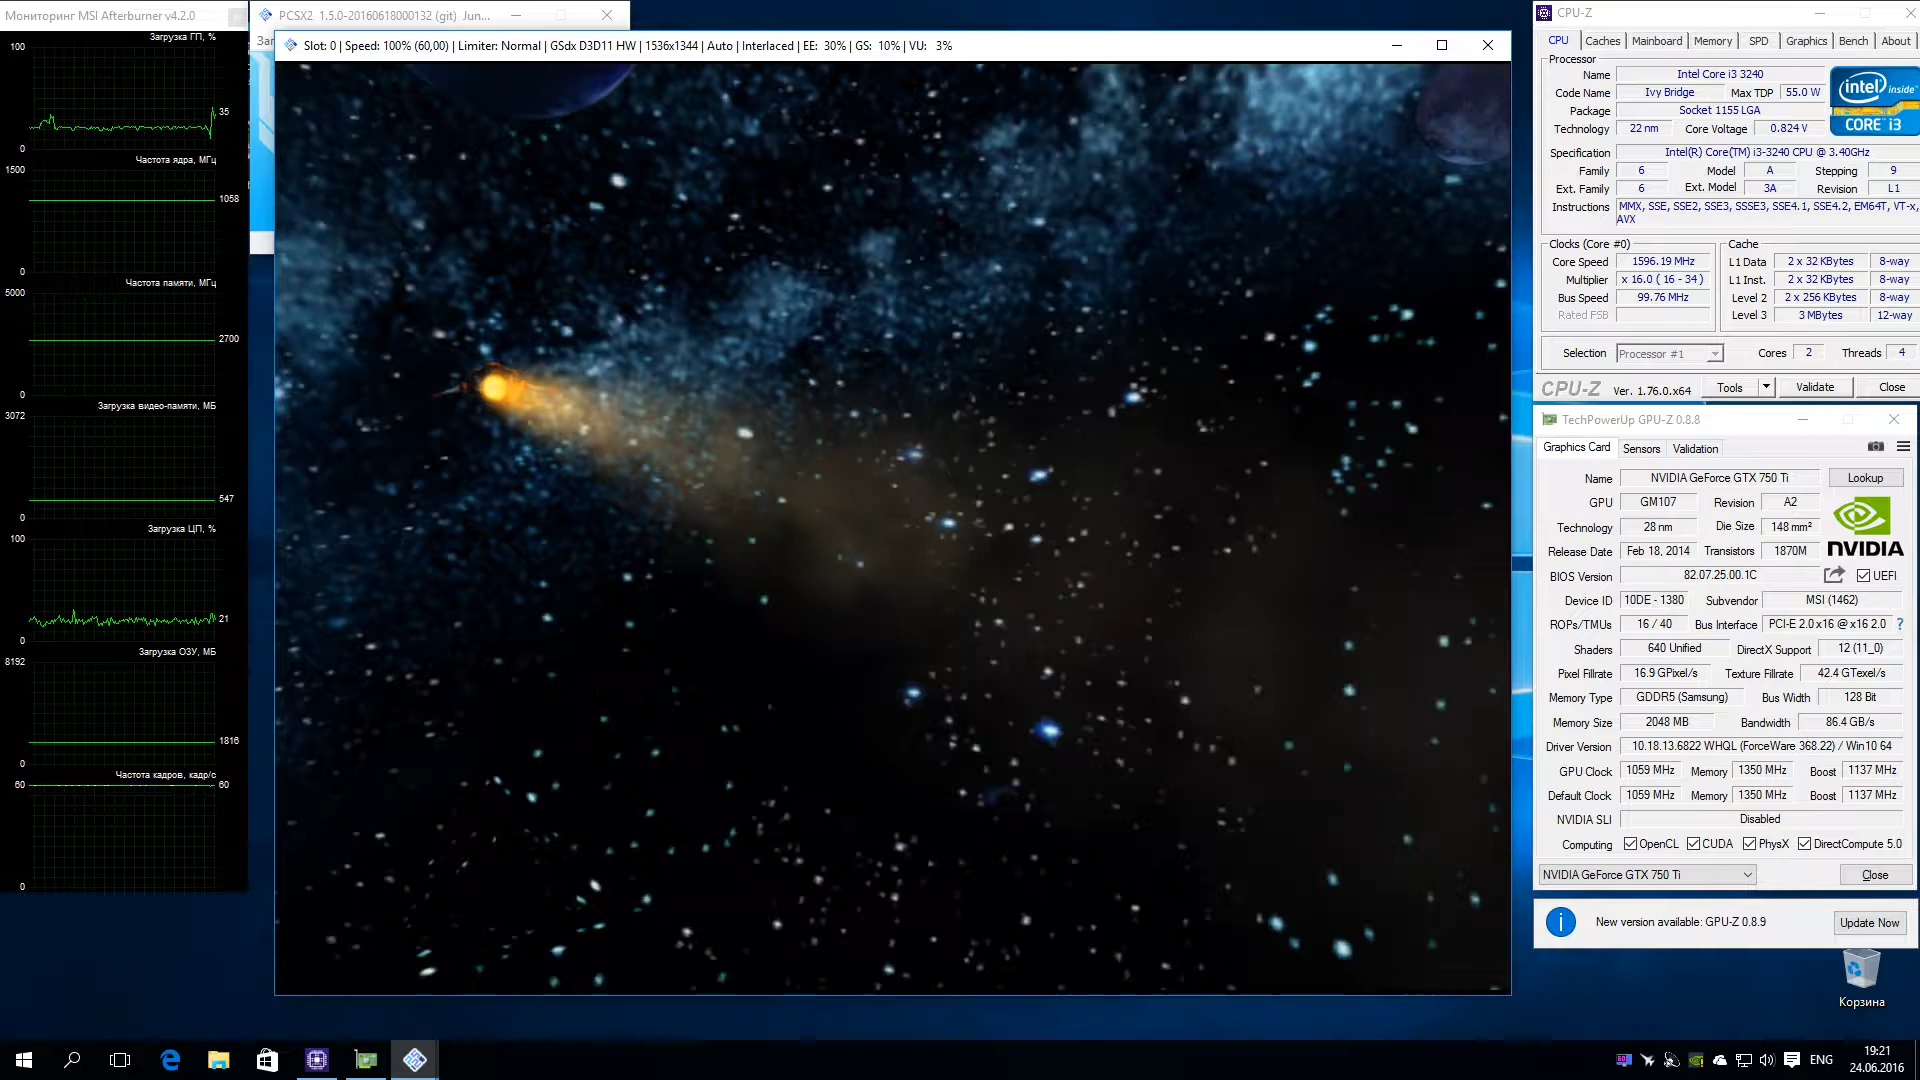 Мониторинг MSI Afterburner v4.2.0
Загрузка ГП, %
100
35
0
Частота ядра, МГц
1500
1058
0
Частота памяти, МГц
5000
2700
0
Загрузка видео-памяти, МБ
3072
547
0
Загрузка ЦП, %
100
21
0
Загрузка ОЗУ, МБ
8192
1816
0
Частота кадров, кадр/с
60
60
0
PCSX2 1.5.0-20160618000132 (git) Jun...
Slot: 0 | Speed: 100% (60,00) | Limiter: Normal | GSdx D3D11 HW | 1536x1344 | Auto | Interlaced | EE: 30% | GS: 10% | VU: 3%
CPU-Z
CPU Caches Mainboard Memory SPD Graphics Bench About
Processor
Name Intel Core i3 3240
Code Name Ivy Bridge Max TDP 55.0 W
Package Socket 1155 LGA
Technology 22 nm Core Voltage 0.824 V
intel inside™
CORE™ i3
Specification Intel(R) Core(TM) i3-3240 CPU @ 3.40GHz
Family 6 Model A Stepping 9
Ext. Family 6 Ext. Model 3A Revision L1
Instructions MMX, SSE, SSE2, SSE3, SSSE3, SSE4.1, SSE4.2, EM64T, VT-x,
AVX
Clocks (Core #0)
Core Speed 1596.19 MHz
Multiplier x 16.0 ( 16 - 34 )
Bus Speed 99.76 MHz
Rated FSB
Cache
L1 Data 2 x 32 KBytes 8-way
L1 Inst. 2 x 32 KBytes 8-way
Level 2 2 x 256 KBytes 8-way
Level 3 3 MBytes 12-way
Selection Processor #1 Cores 2 Threads 4
CPU-Z Ver. 1.76.0.x64 Tools Validate Close
TechPowerUp GPU-Z 0.8.8
Graphics Card Sensors Validation
Name NVIDIA GeForce GTX 750 Ti Lookup
GPU GM107 Revision A2
Technology 28 nm Die Size 148 mm²
Release Date Feb 18, 2014 Transistors 1870M
NVIDIA
BIOS Version 82.07.25.00.1C UEFI
Device ID 10DE - 1380 Subvendor MSI (1462)
ROPs/TMUs 16 / 40 Bus Interface PCI-E 2.0 x16 @ x16 2.0 ?
Shaders 640 Unified DirectX Support 12 (11_0)
Pixel Fillrate 16.9 GPixel/s Texture Fillrate 42.4 GTexel/s
Memory Type GDDR5 (Samsung) Bus Width 128 Bit
Memory Size 2048 MB Bandwidth 86.4 GB/s
Driver Version 10.18.13.6822 WHQL (ForceWare 368.22) / Win10 64
GPU Clock 1059 MHz Memory 1350 MHz Boost 1137 MHz
Default Clock 1059 MHz Memory 1350 MHz Boost 1137 MHz
NVIDIA SLI Disabled
Computing OpenCL CUDA PhysX DirectCompute 5.0
NVIDIA GeForce GTX 750 Ti Close
New version available: GPU-Z 0.8.9 Update Now
Корзина
ENG
19:21
24.06.2016